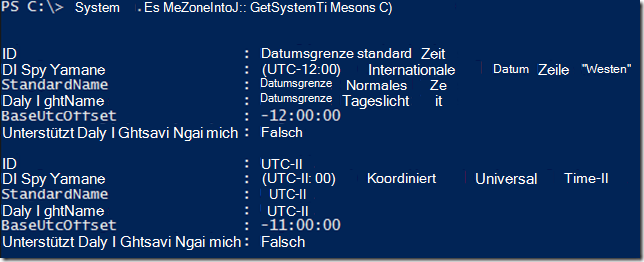 PS C:\> System .Es MeZoneIntoJ:: GetSystemTi Mesons C)
ID : Datumsgrenze standard Zeit
DI Spy Yamane : (UTC-12:00) Internationale Datum Zeile "Westen"
StandardName : Datumsgrenze Normales Ze
Daly I ghtName : Datumsgrenze Tageslicht it
BaseUtcOffset : -12:00:00
Unterstützt Daly I Ghtsavi Ngai mich : Falsch
ID : UTC-II
DI Spy Yamane : (UTC-II: 00) Koordiniert Universal Time-II
StandardName : UTC-II
Daly I ghtName : UTC-II
BaseUtcOffset : -11:00:00
Unterstützt Daly I Ghtsavi Ngai mich : Falsch